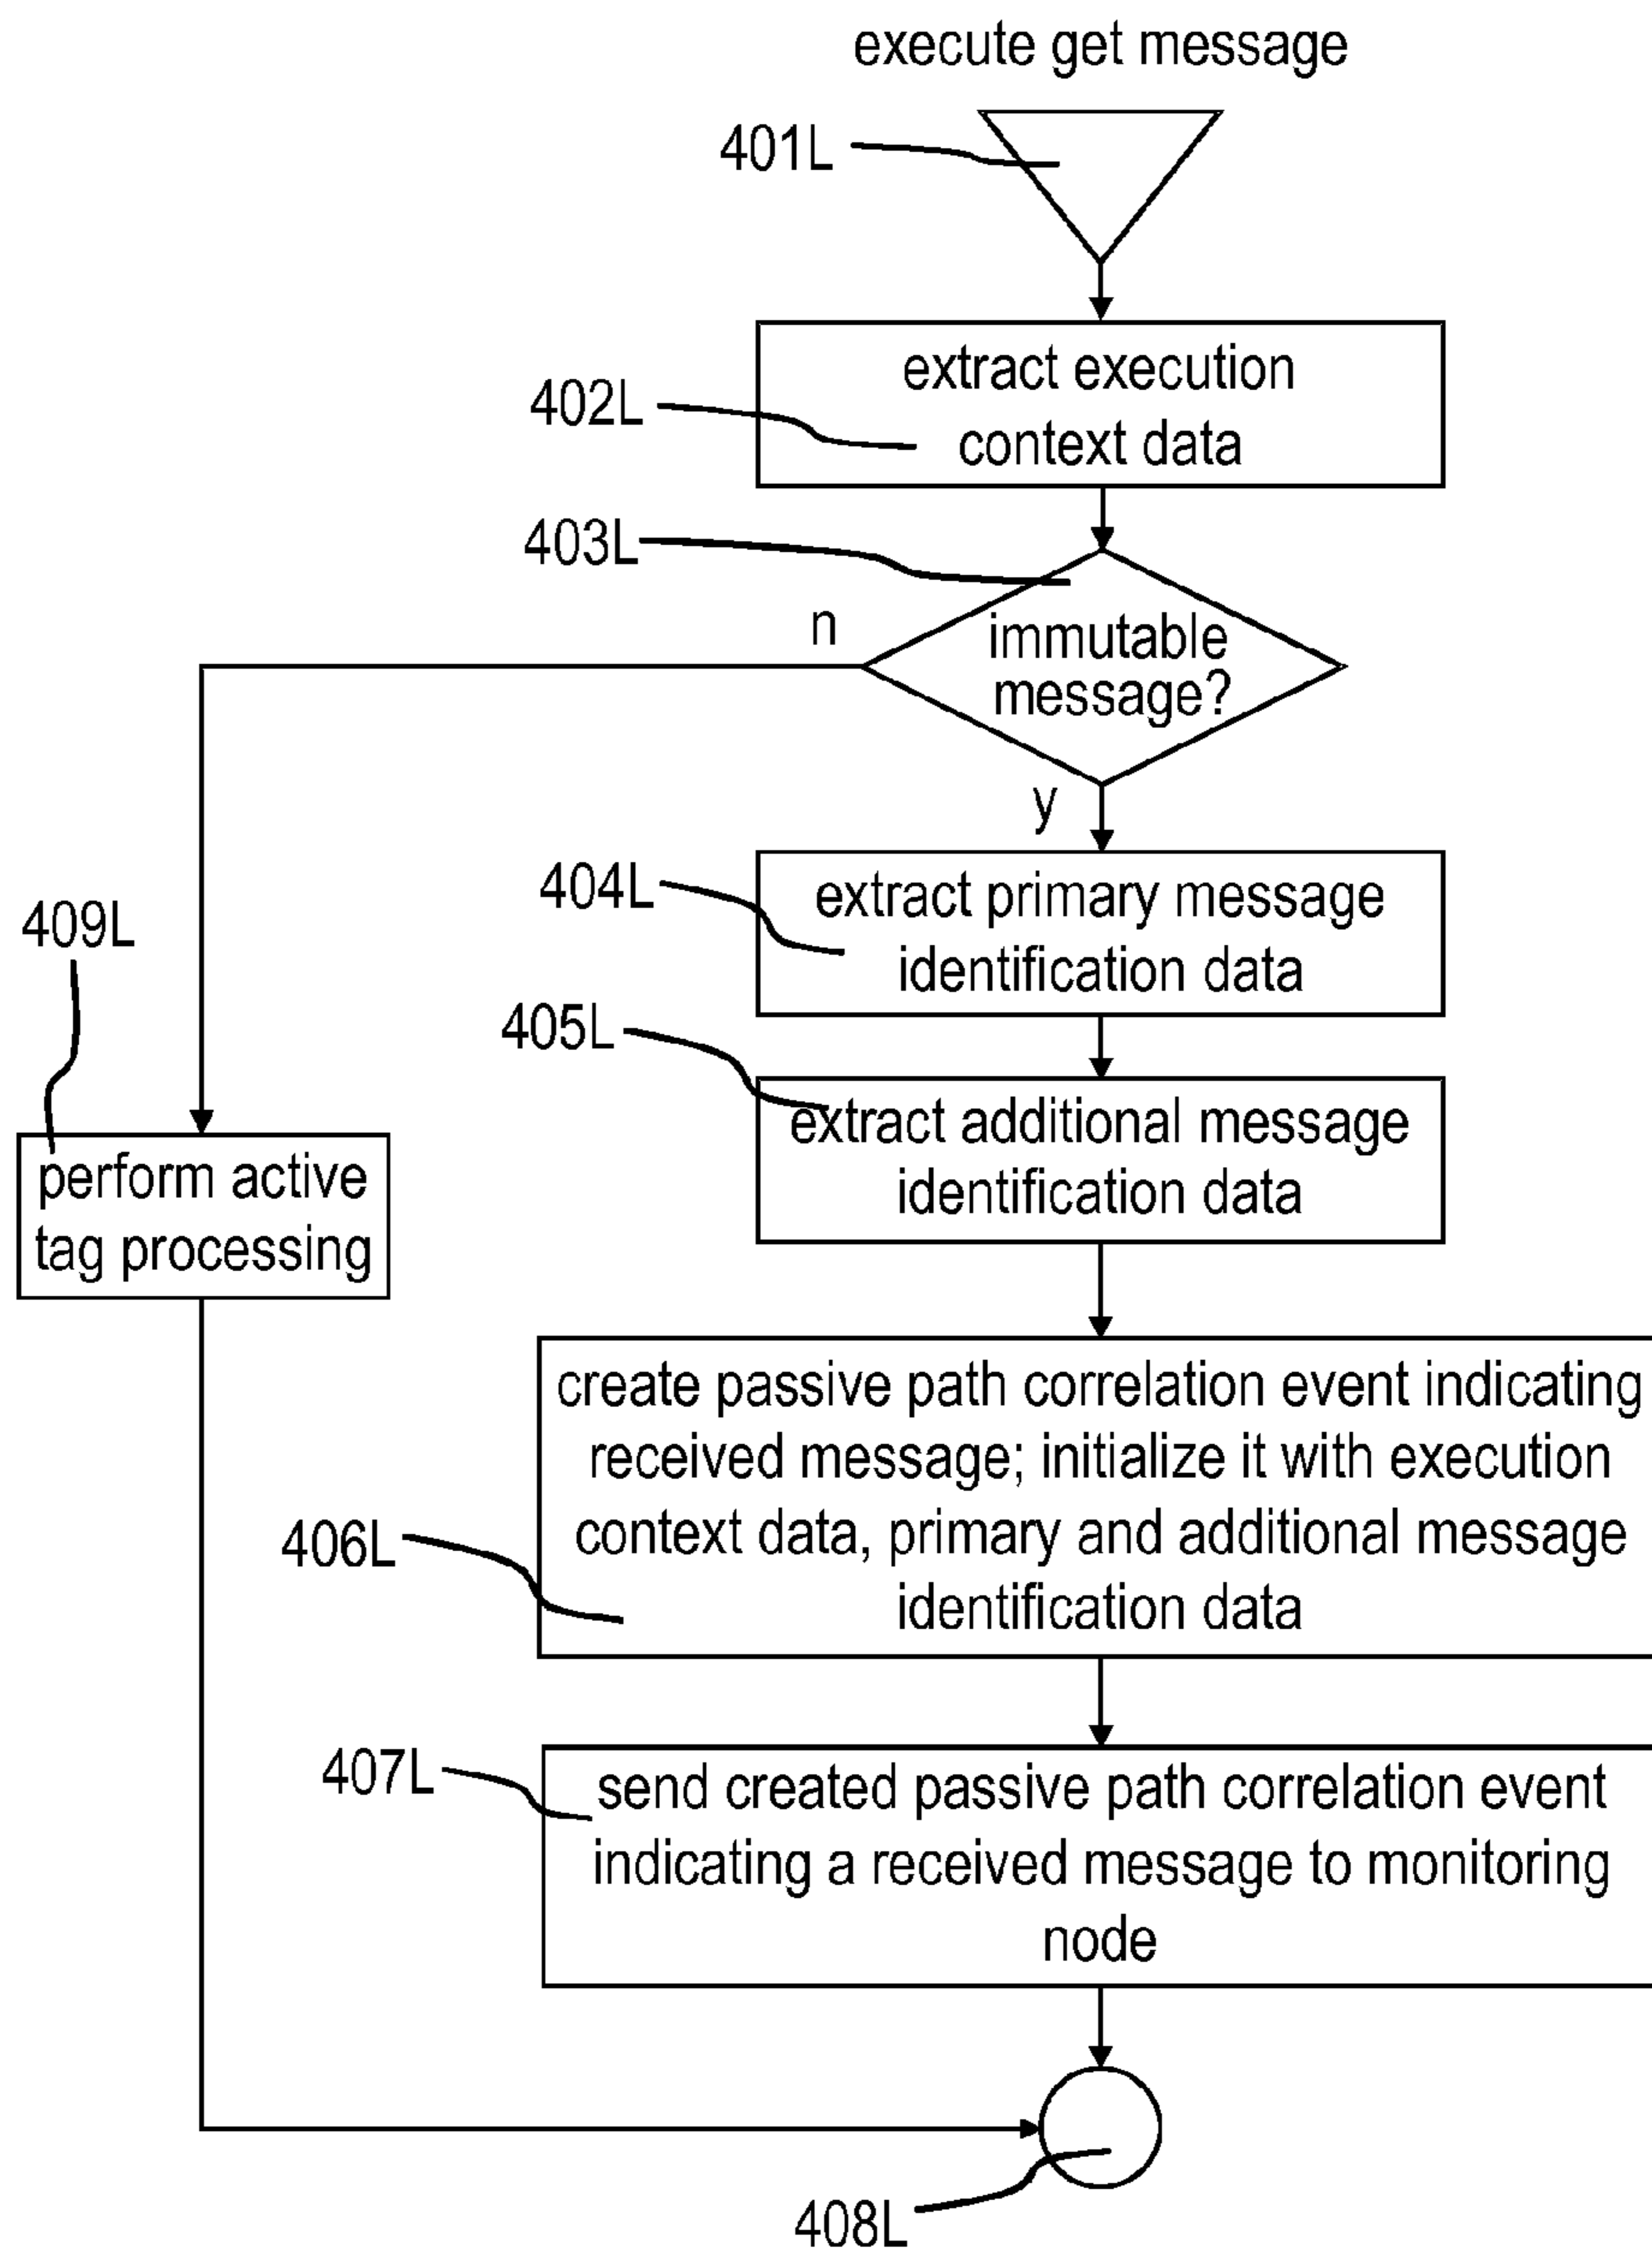 execute get message
401L
extract execution
402L
context data
403L
n
immutable
message?
y
404L
extract primary message
identification data
409L
405L
extract additional message
identification data
perform active
tag processing
create passive path correlation event indicating
received message; initialize it with execution
context data, primary and additional message
identification data
406L
407L
send created passive path correlation event
indicating a received message to monitoring
node
408L